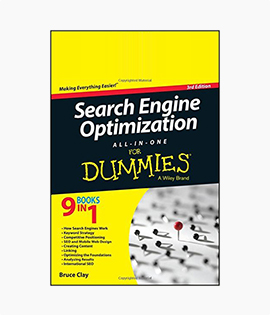 Making Everything Easier!™
3rd Edition
Search Engine
Optimization
ALL-IN-ONE
FOR
DUMMIES
A Wiley Brand
9 BOOKS
IN 1
• How Search Engines Work
• Keyword Strategy
• Competitive Positioning
• SEO and Mobile Web Design
• Creating Content
• Linking
• Optimizing the Foundations
• Analyzing Results
• International SEO
Bruce Clay